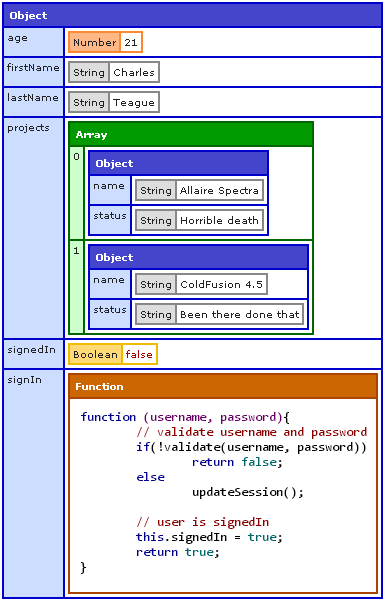 Object
age Number 21
firstName String Charles
lastName String Teague
projects Array
0 Object
name String Allaire Spectra
status String Horrible death
1 Object
name String ColdFusion 4.5
status String Been there done that
signedIn Boolean false
signIn Function
function (username, password){
// validate username and password
if(!validate(username, password))
return false;
else
updateSession();
// user is signedIn
this.signedIn = true;
return true;
}